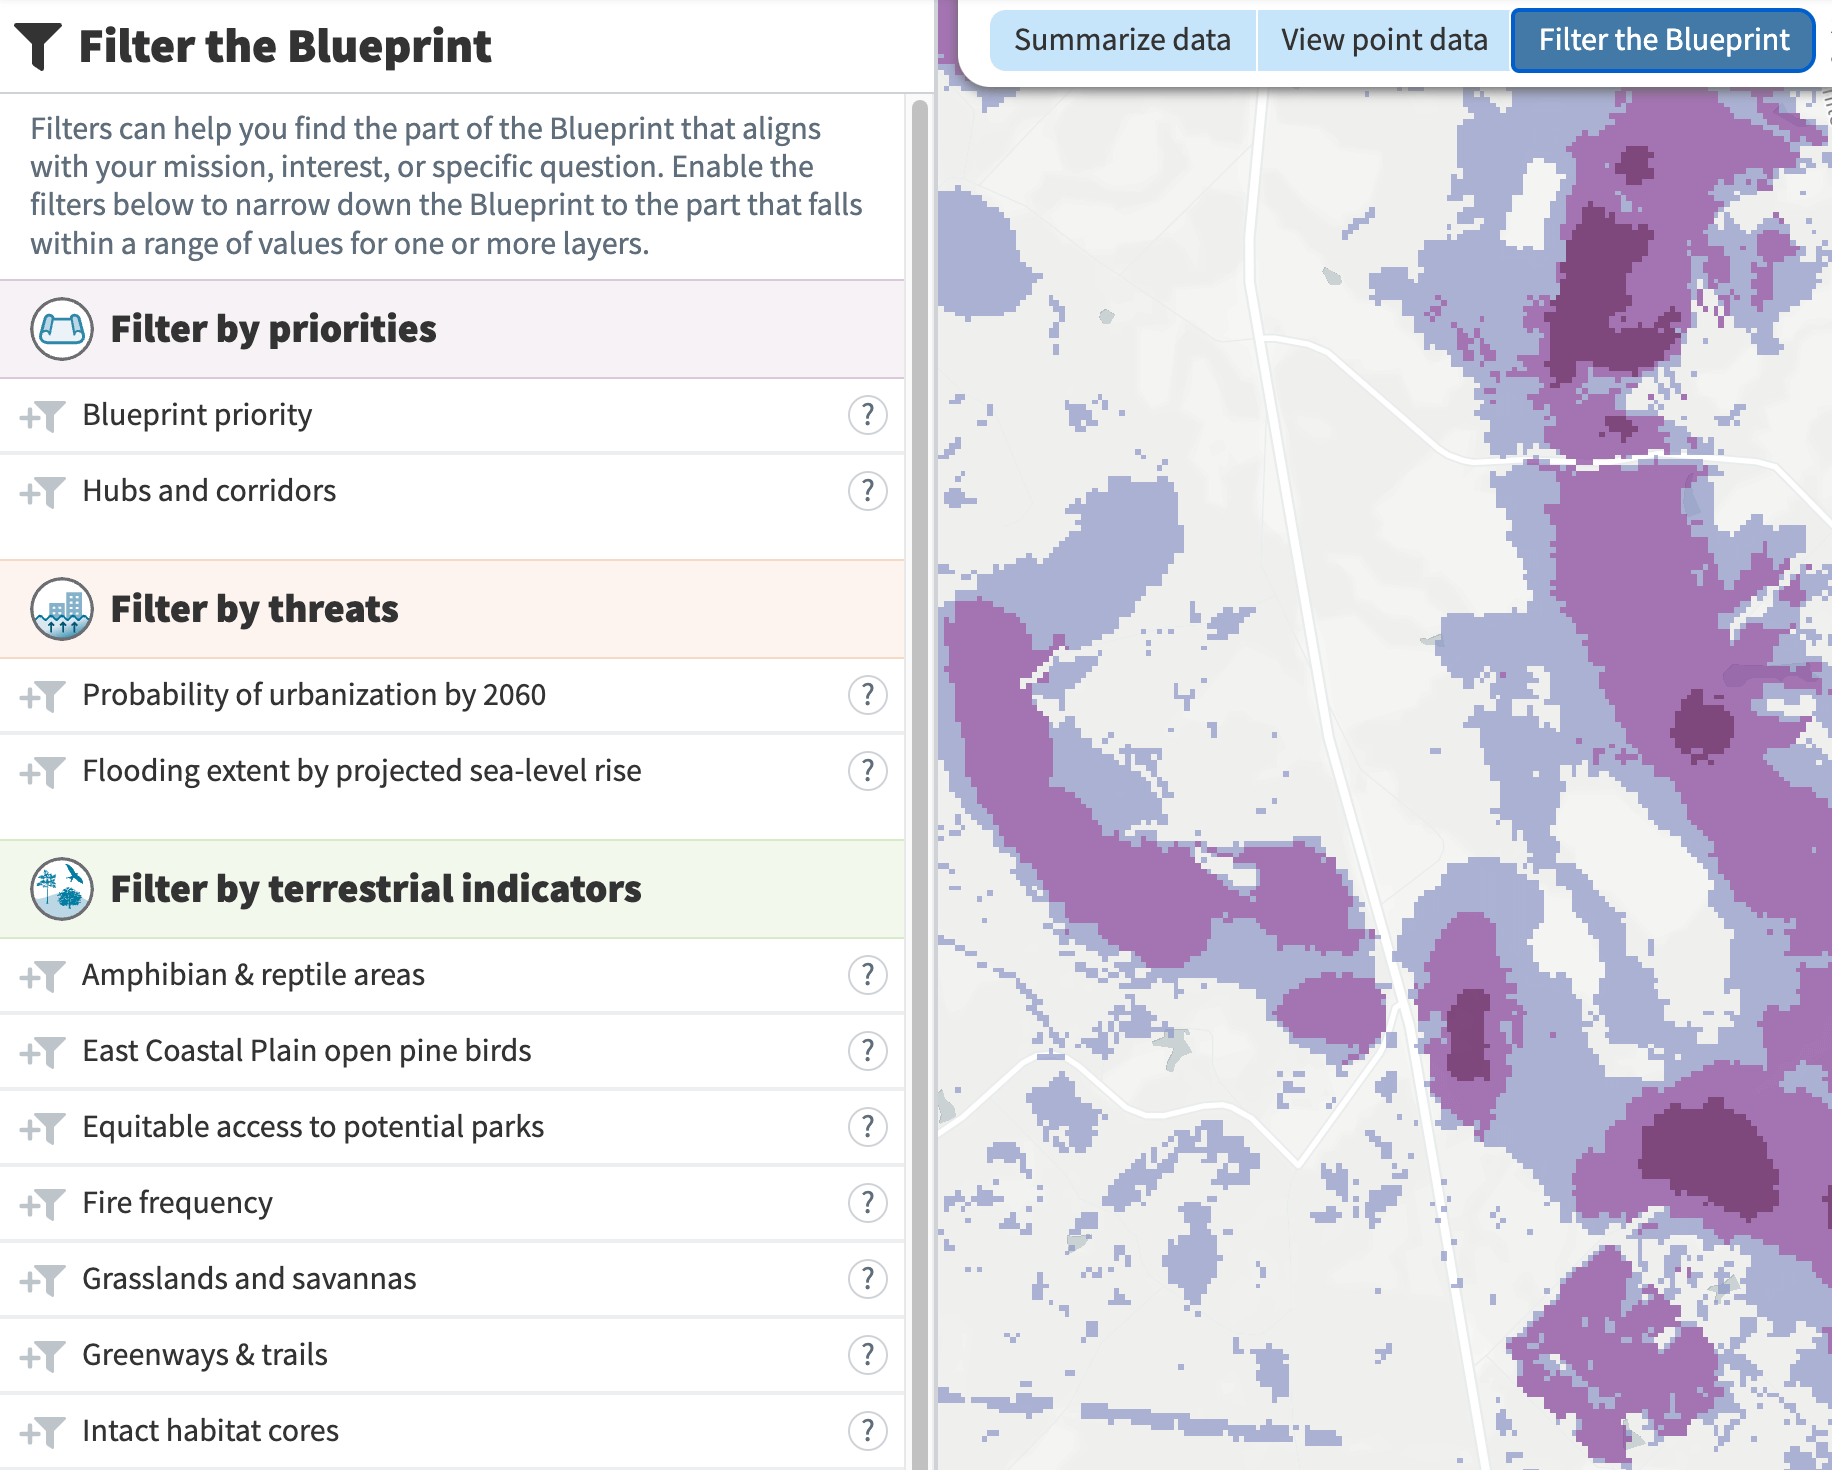 Filter the Blueprint
Summarize data
View point data
Filter the Blueprint
Filters can help you find the part of the Blueprint that aligns
with your mission, interest, or specific question. Enable the
filters below to narrow down the Blueprint to the part that falls
within a range of values for one or more layers.
Filter by priorities
Blueprint priority ?
Hubs and corridors ?
Filter by threats
Probability of urbanization by 2060 ?
Flooding extent by projected sea-level rise ?
Filter by terrestrial indicators
Amphibian & reptile areas ?
East Coastal Plain open pine birds ?
Equitable access to potential parks ?
Fire frequency ?
Grasslands and savannas ?
Greenways & trails ?
Intact habitat cores ?